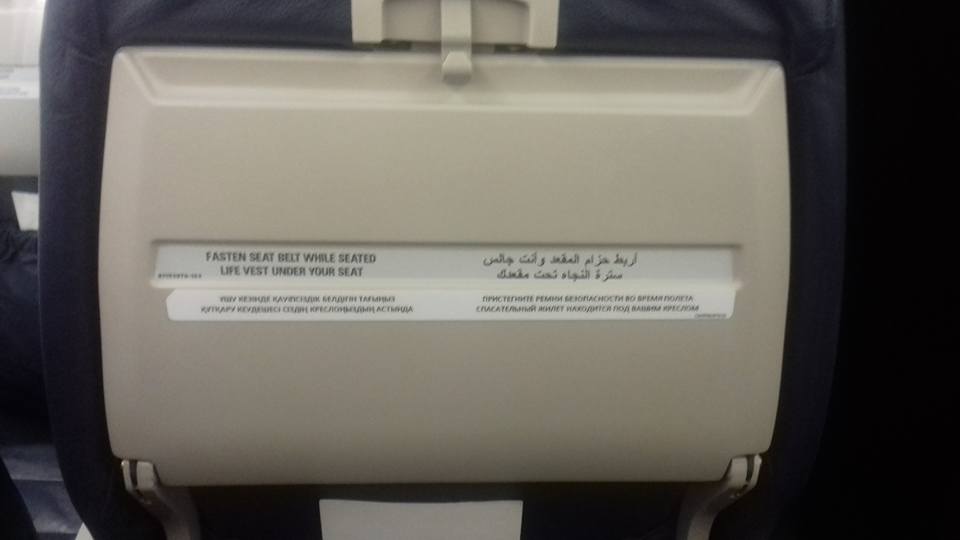 FASTEN SEAT BELT WHILE SEATED
LIFE VEST UNDER YOUR SEAT
أربط حزام المقعد وأنت جالس
سترة النجاه تحت مقعدك
ҰШУ КЕЗІНДЕ ҚАУІПСІЗДІК БЕЛДІГІН ТАҒЫҢЫЗ
ҚҰТҚАРУ КЕУДЕШЕСІ СІЗДІҢ КРЕСЛОҢЫЗДЫҢ АСТЫНДА
ПРИСТЕГНИТЕ РЕМНИ БЕЗОПАСНОСТИ ВО ВРЕМЯ ПОЛЕТА
СПАСАТЕЛЬНЫЙ ЖИЛЕТ НАХОДИТСЯ ПОД ВАШИМ КРЕСЛОМ